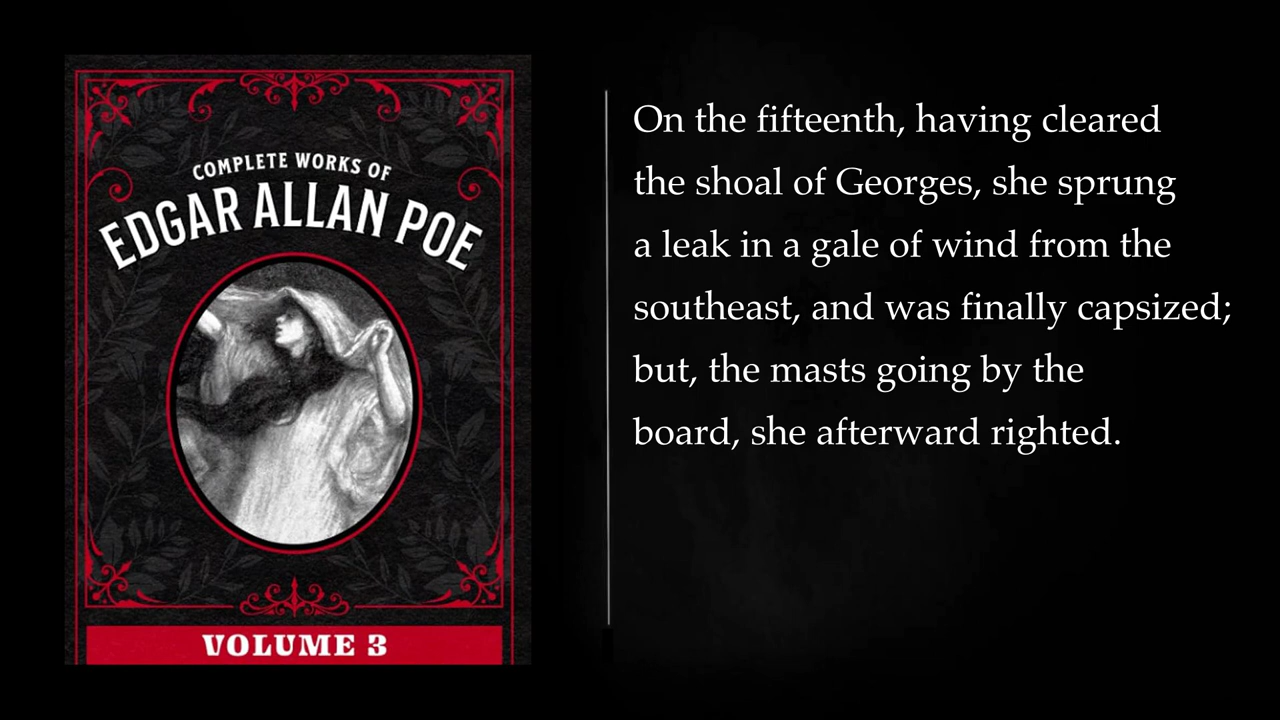 COMPLETE WORKS OF
EDGAR ALLAN POE
VOLUME 3
On the fifteenth, having cleared
the shoal of Georges, she sprung
a leak in a gale of wind from the
southeast, and was finally capsized;
but, the masts going by the
board, she afterward righted.